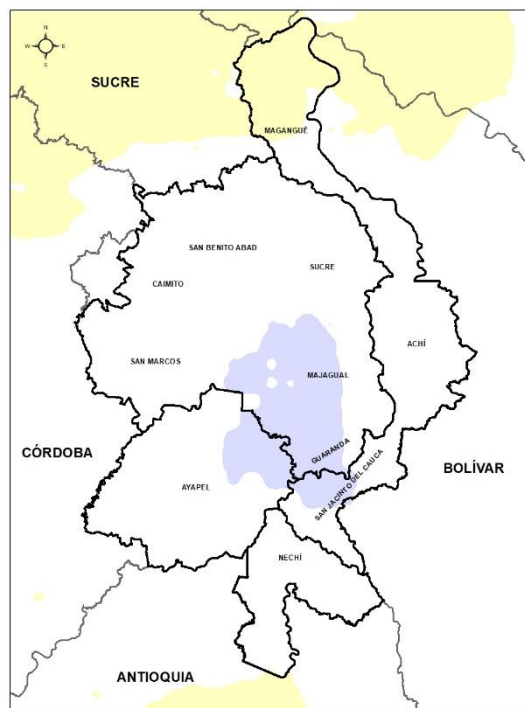 N
W E
S
SUCRE
MAGANGUÉ
SAN BENITO ABAD
SUCRE
CAIMITO
ACHÍ
SAN MARCOS
MAJAGUAL
CÓRDOBA
GUARANDA
BOLÍVAR
SAN JACINTO DEL CAUCA
AYAPEL
NECHÍ
ANTIOQUIA